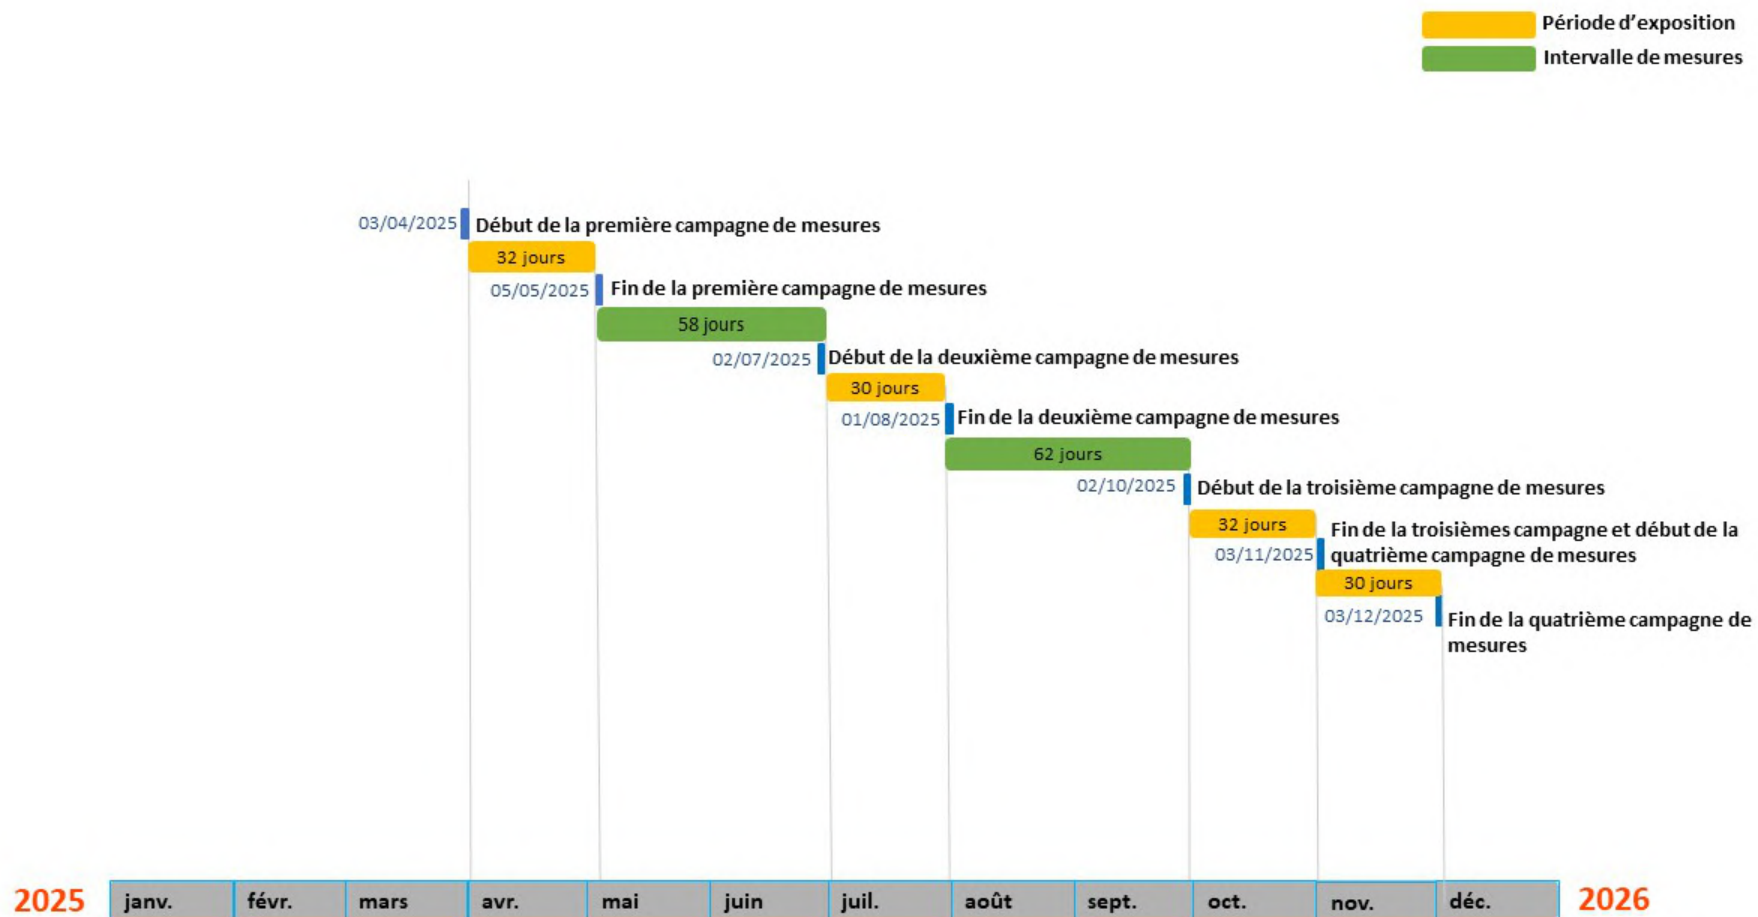 Période d'exposition
Intervalle de mesures
03/04/2025 Début de la première campagne de mesures
32 jours
05/05/2025 Fin de la première campagne de mesures
58 jours
02/07/2025 Début de la deuxième campagne de mesures
30 jours
01/08/2025 Fin de la deuxième campagne de mesures
62 jours
02/10/2025 Début de la troisième campagne de mesures
32 jours
Fin de la troisièmes campagne et début de la
03/11/2025 quatrième campagne de mesures
30 jours
03/12/2025 Fin de la quatrième campagne de
mesures
2025 janv. févr. mars avr. mai juin juil. août sept. oct. nov. déc. 2026